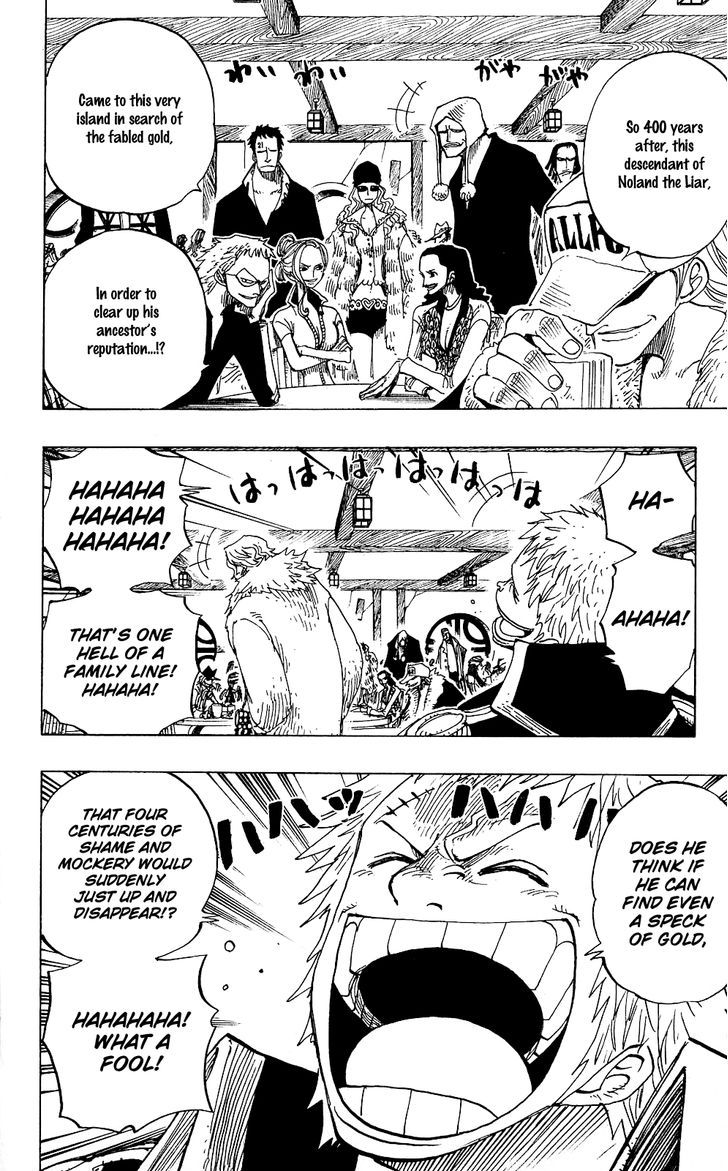 So 400 years
after, this
descendant of
Noland the Liar,
Came to this very
island in search
of the fabled gold,
In order to
clear up his
ancestor's
reputation...!?
がや
がや
わい
わい
ALLR
HA-
AHAHA!
はっはっはっはっはっは
HAHAHA
HAHAHA
HAHAHA!
THAT'S ONE
HELL OF A
FAMILY LINE!
HAHAHA!
DOES HE
THINK IF
HE CAN
FIND EVEN
A SPECK
OF GOLD,
ハハハハッ
THAT FOUR
CENTURIES OF
SHAME AND
MOCKERY WOULD
SUDDENLY
JUST UP AND
DISAPPEAR!?
HAHAHAHA!
WHAT A
FOOL!